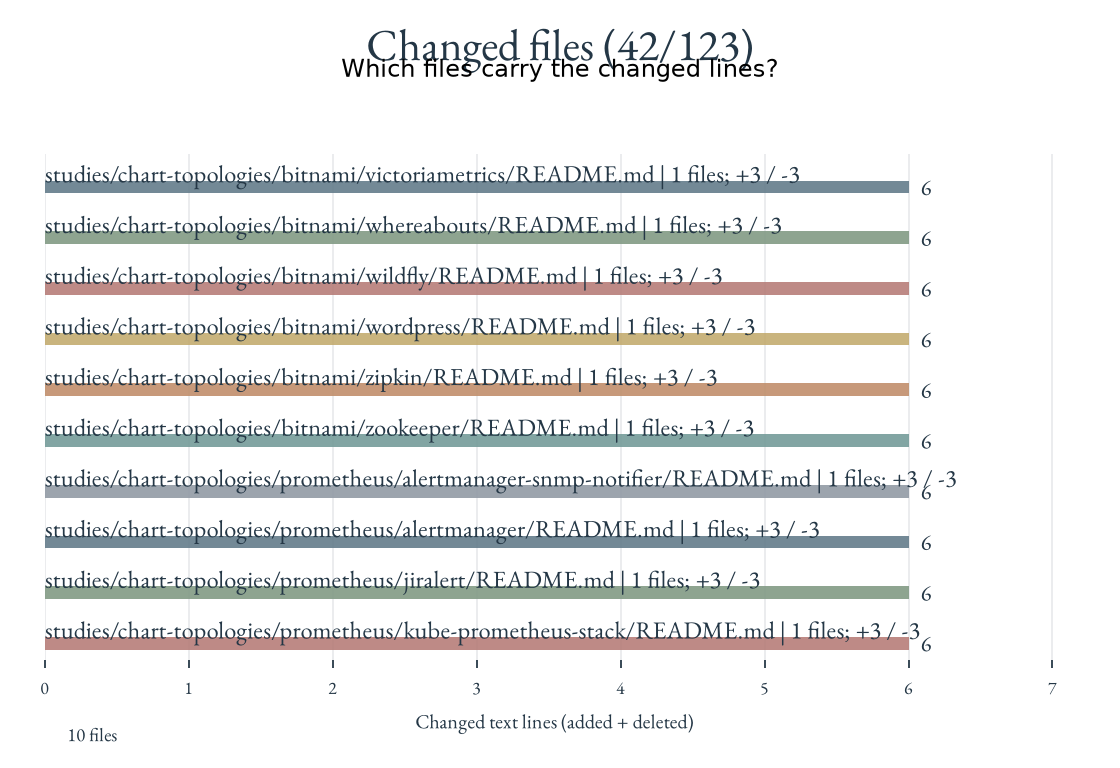 Changed files (42/123)
Which files carry the changed lines?
studies/chart-topologies/bitnami/victoriametrics/README.md | 1 files; +3 / -3
6
studies/chart-topologies/bitnami/whereabouts/README.md | 1 files; +3 / -3
6
studies/chart-topologies/bitnami/wildfly/README.md | 1 files; +3 / -3
6
studies/chart-topologies/bitnami/wordpress/README.md | 1 files; +3 / -3
6
studies/chart-topologies/bitnami/zipkin/README.md | 1 files; +3 / -3
6
studies/chart-topologies/bitnami/zookeeper/README.md | 1 files; +3 / -3
6
studies/chart-topologies/prometheus/alertmanager-snmp-notifier/README.md | 1 files; +3 / -3
6
studies/chart-topologies/prometheus/alertmanager/README.md | 1 files; +3 / -3
6
studies/chart-topologies/prometheus/jiralert/README.md | 1 files; +3 / -3
6
studies/chart-topologies/prometheus/kube-prometheus-stack/README.md | 1 files; +3 / -3
6
0 1 2 3 4 5 6 7
Changed text lines (added + deleted)
10 files